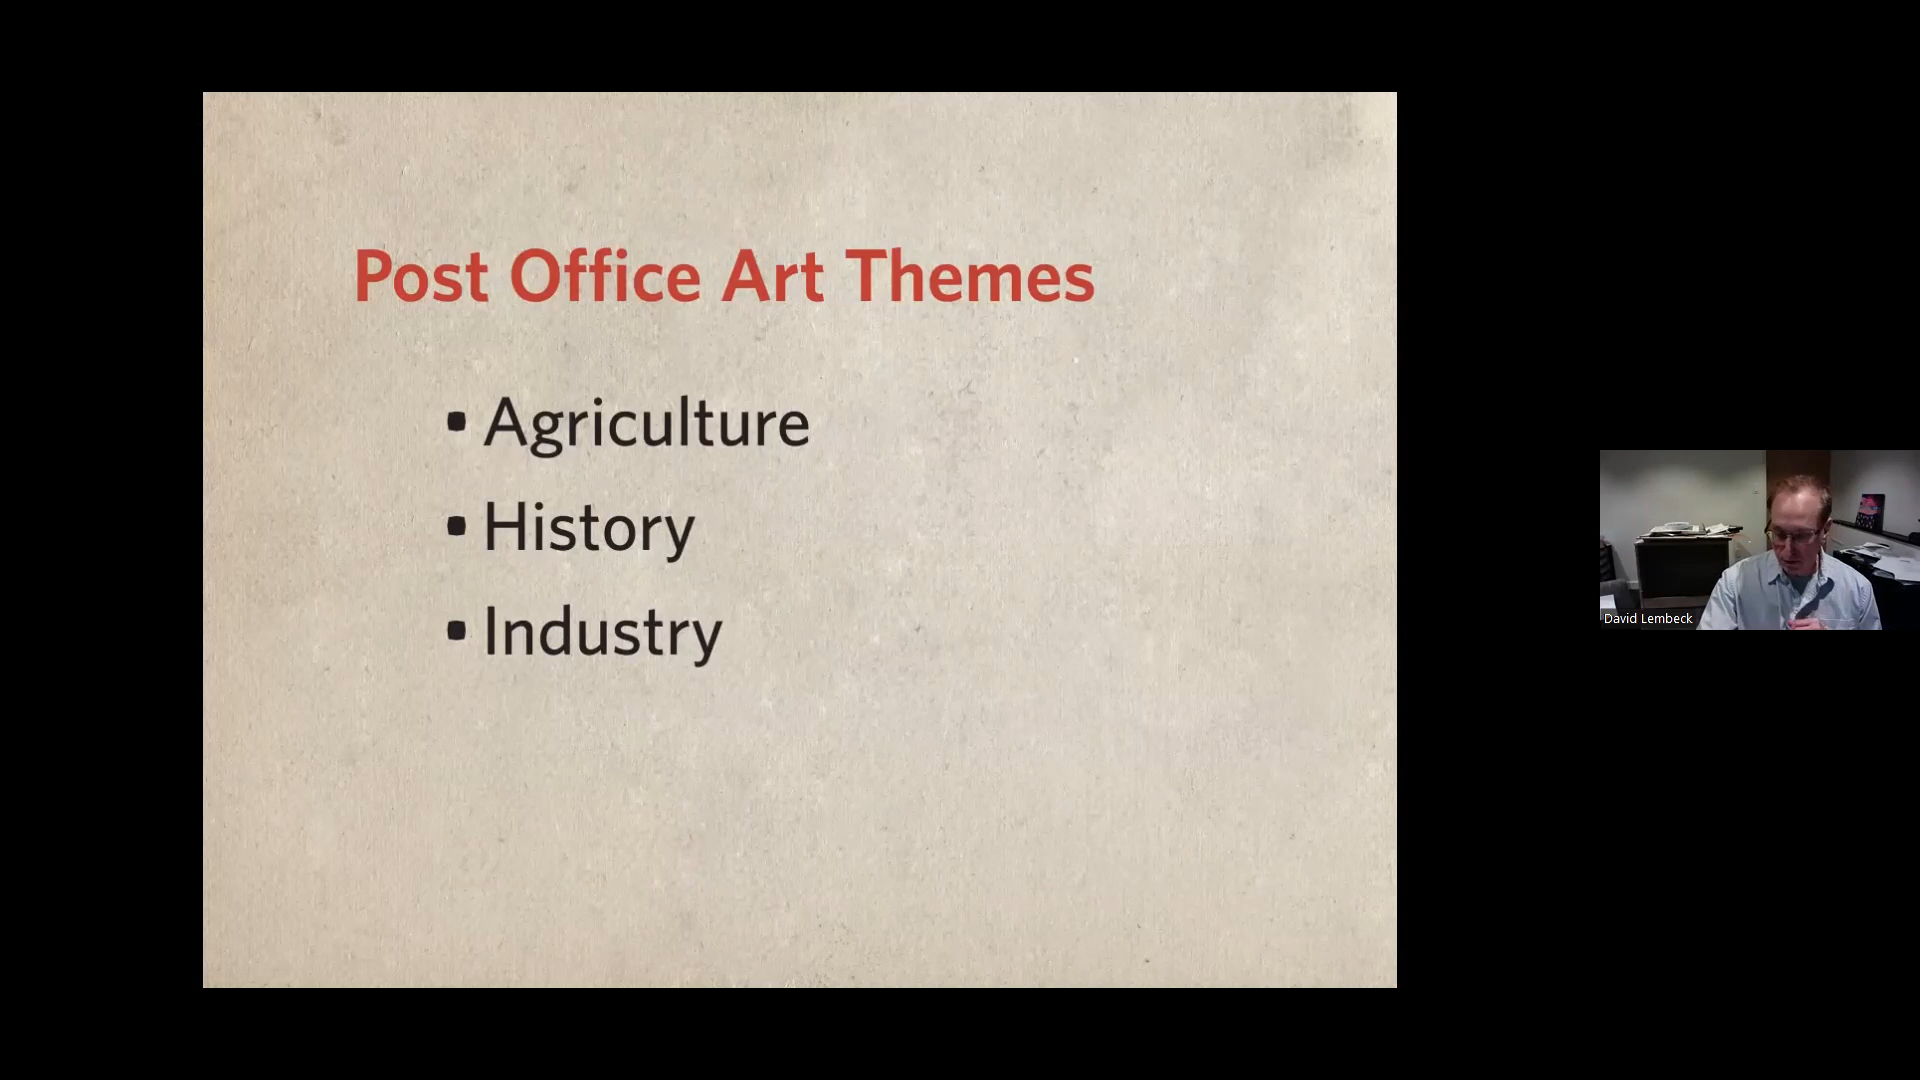 Post Office Art Themes
• Agriculture
• History
• Industry
David Lembeck